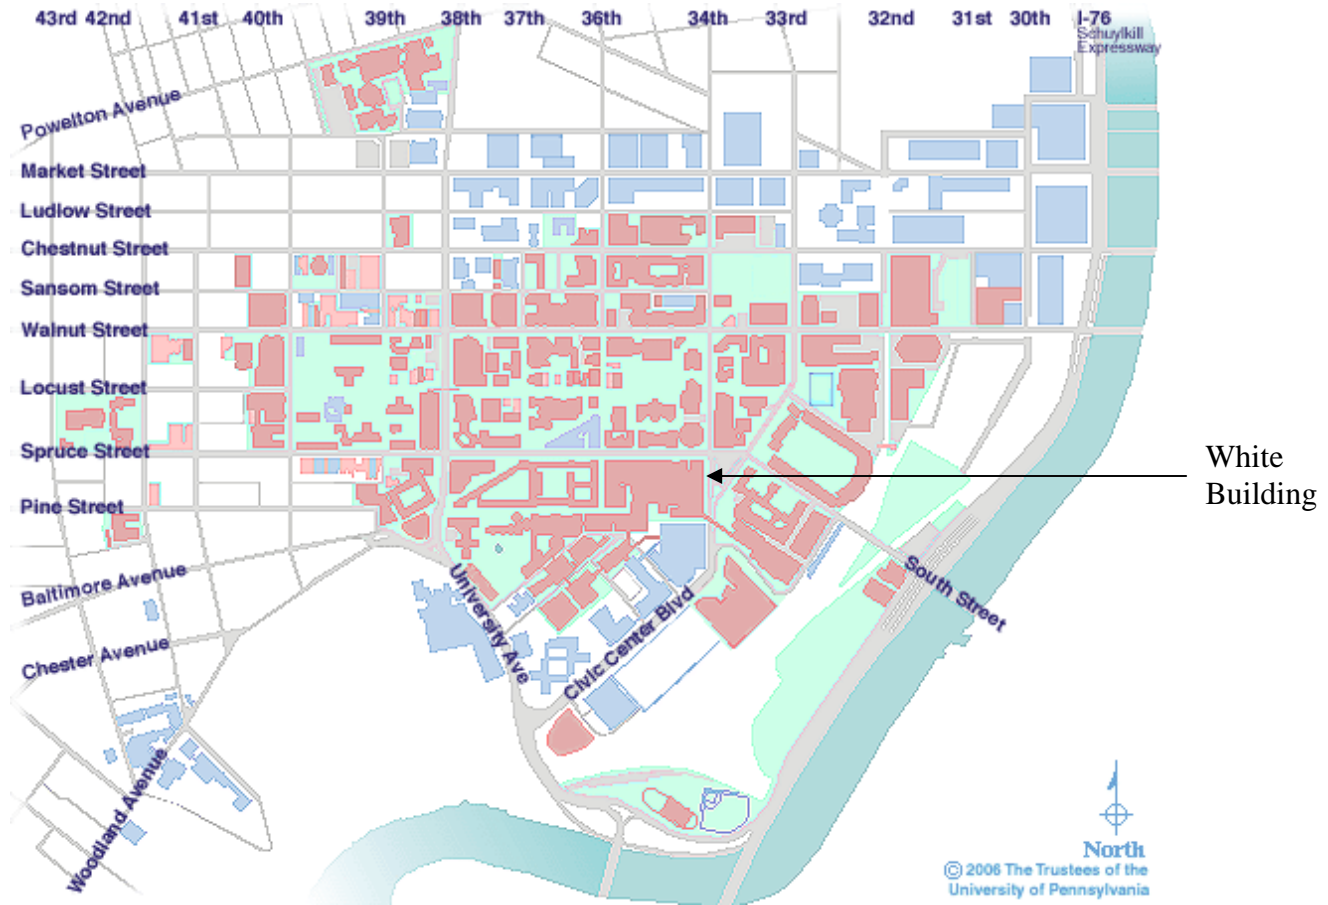 43rd 42nd 41st 40th 39th 38th 37th 36th 34th 33rd 32nd 31st 30th I-76
Schuylkill
Expressway
Powelton Avenue
Market Street
Ludlow Street
Chestnut Street
Sansom Street
Walnut Street
Locust Street
Spruce Street
White
Building
Pine Street
Baltimore Avenue
University Ave
South Street
Civic Center Blvd
Chester Avenue
Woodland Avenue
North
© 2006 The Trustees of the
University of Pennsylvania